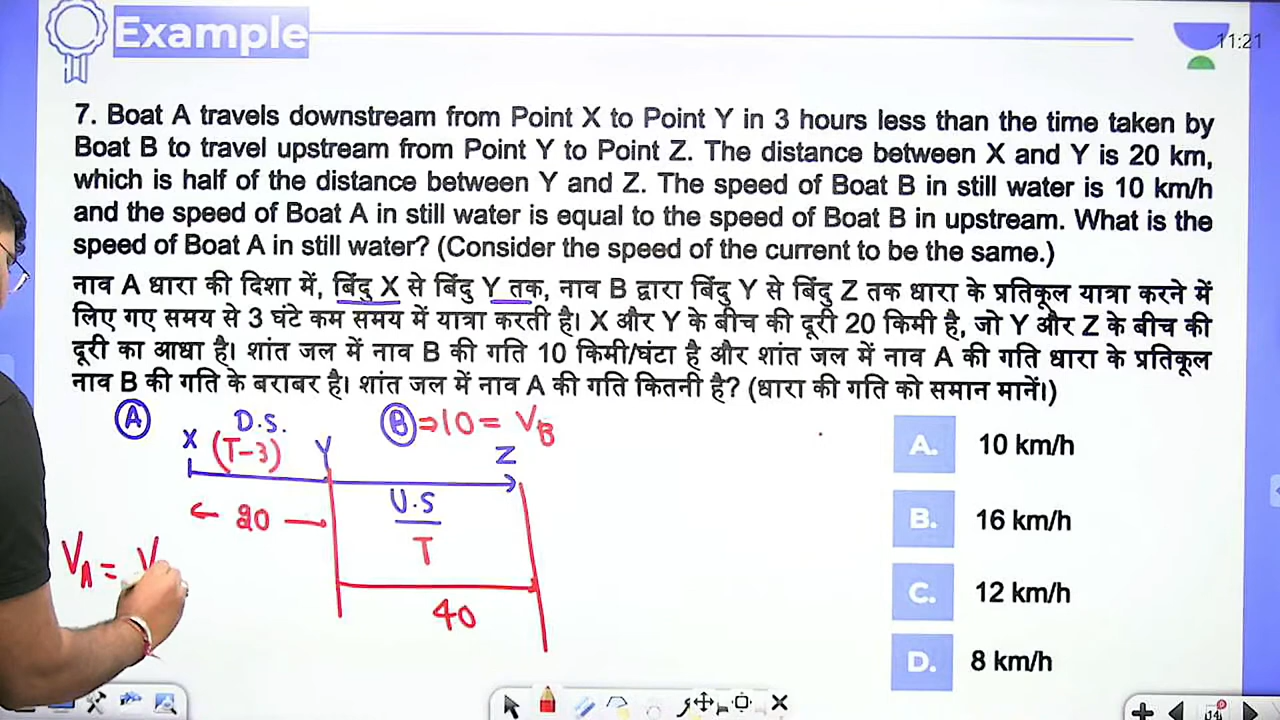 Example
11:21
7. Boat A travels downstream from Point X to Point Y in 3 hours less than the time taken by
Boat B to travel upstream from Point Y to Point Z. The distance between X and Y is 20 km,
which is half of the distance between Y and Z. The speed of Boat B in still water is 10 km/h
and the speed of Boat A in still water is equal to the speed of Boat B in upstream. What is the
speed of Boat A in still water? (Consider the speed of the current to be the same.)
नाव A धारा की दिशा में, बिंदु X से बिंदु Y तक, नाव B द्वारा बिंदु Y से बिंदु Z तक धारा के प्रतिकूल यात्रा करने में
लिए गए समय से 3 घंटे कम समय में यात्रा करती है। X और Y के बीच की दूरी 20 किमी है, जो Y और Z के बीच की
दूरी का आधा है। शांत जल में नाव B की गति 10 किमी/घंटा है और शांत जल में नाव A की गति धारा के प्रतिकूल
नाव B की गति के बराबर है। शांत जल में नाव A की गति कितनी है? (धारा की गति को समान मानें।)
A D.S. B ⇒ 10 = V_B
X (T-3) Y Z
U.S
20
T
V_A = V
40
A. 10 km/h
B. 16 km/h
C. 12 km/h
D. 8 km/h
14